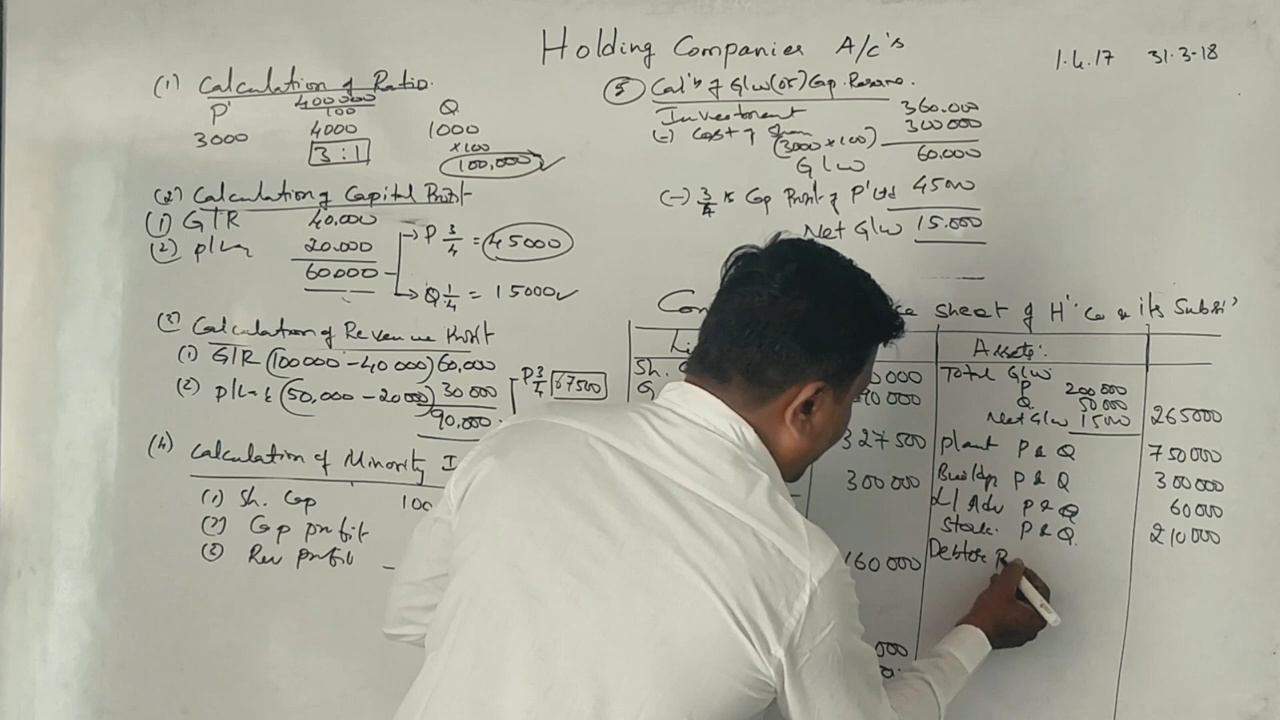 Holding Companies A/c's
1.4.17 31.3-18
(1) Calculation of Ratio.
P
400000
100
Q
3000 4000 1000
3:1
×100
100,000
(2) Calculation of Capital Profit
(1) G/R 40.000
(2) P/L 20.000
60000
P 3/4 = 45000
Q 1/4 = 15000
(3) Calculation of Revenue Profit
(1) G/R (100000-40000) 60,000
(2) P/L (50,000-20000) 30000
90,000.
P 3/4 67500
(4) Calculation of Minority I
(1) Sh. Cap 100
(2) Cap profit
(3) Rev profit
(5) Cal'n of G/w (or) Cap. Reserve.
Investment 360.000
(-) Cost of Share (3000×100) 300000
G/w 60.000
(-) 3/4 Cap Profit of P' Ltd 45000
Net G/w 15.000
Con
sheet of H' Co & its Subsi'
Li
Assets:
Sh.
0000
G
327500
300000
160000
000
Total G/w
P 200000
Q 50000
Net G/w 15000 265000
plant P & Q 750000
Buildg P & Q 300000
L/Adv P & Q 60000
Stock. P & Q. 210000
Debtors P